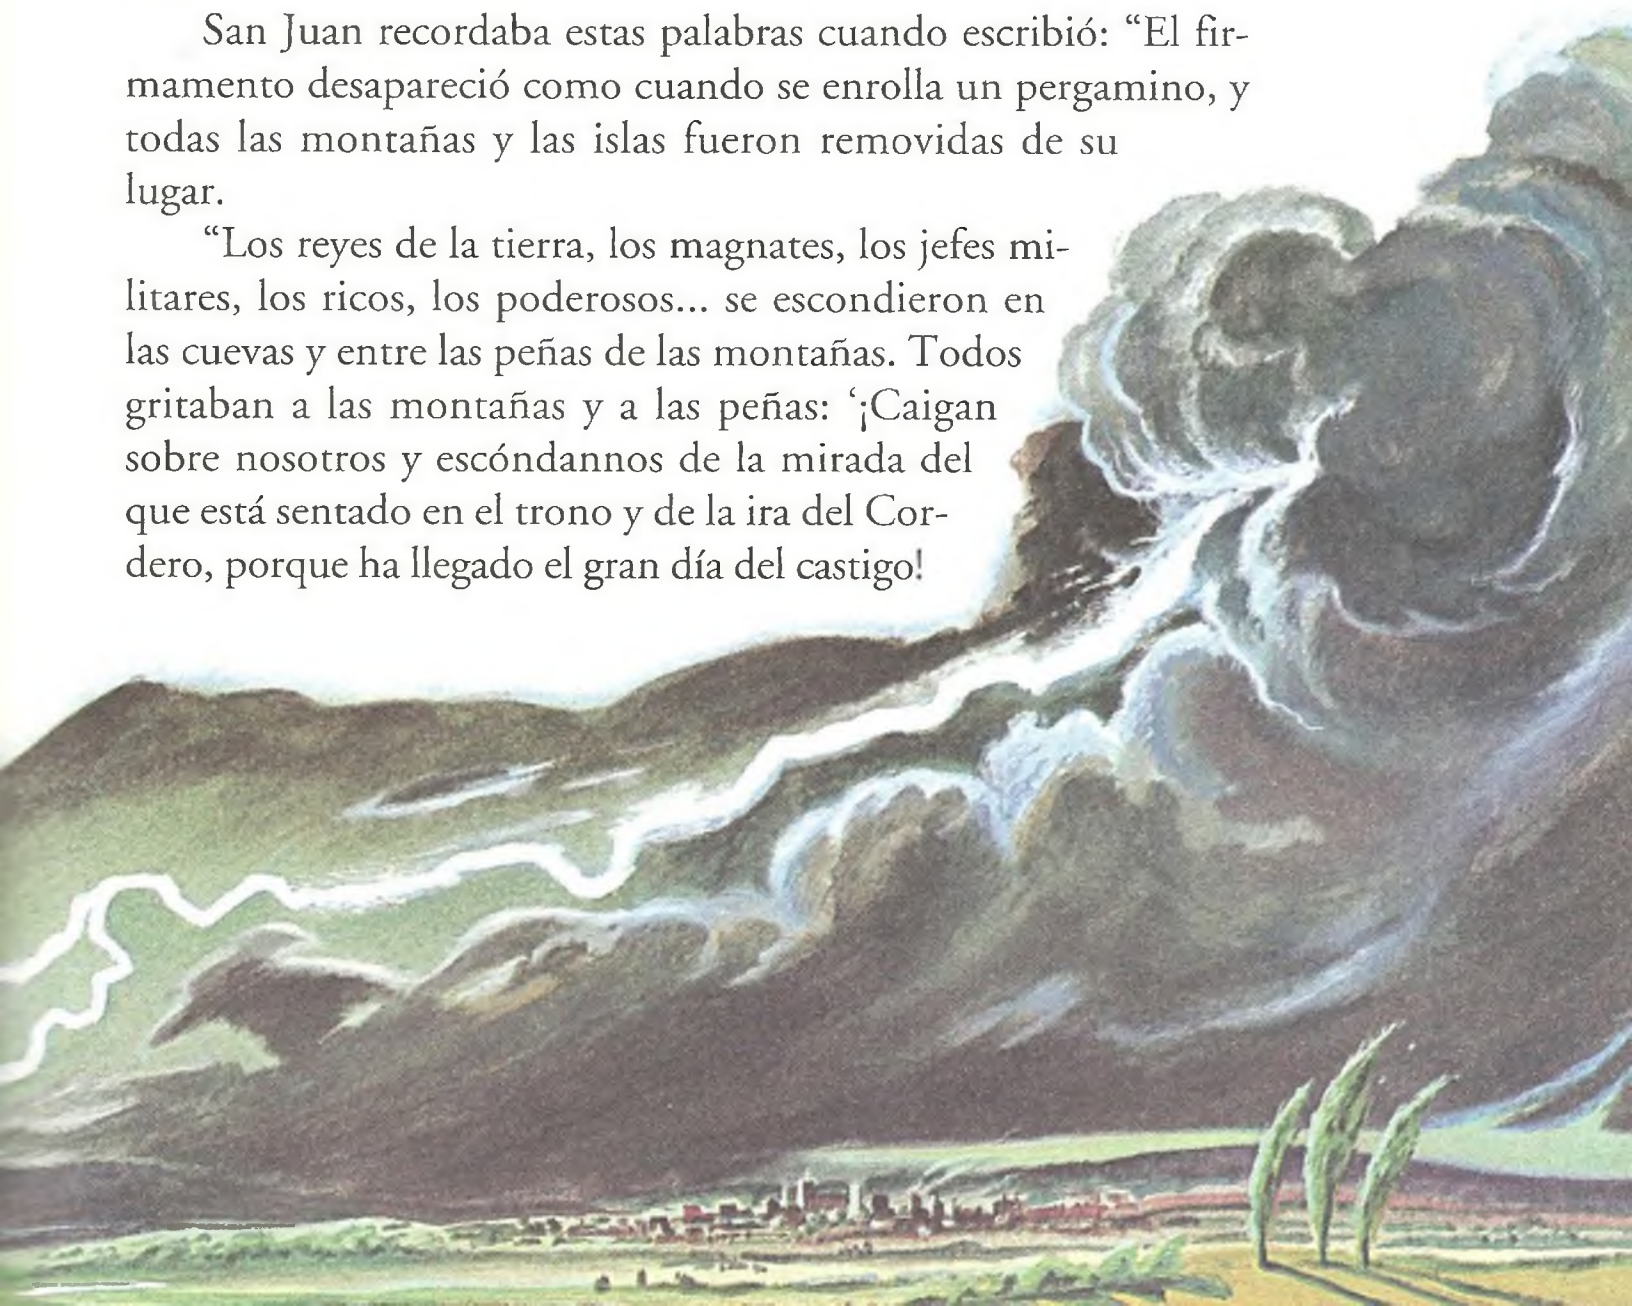 San Juan recordaba estas palabras cuando escribió: “El fir-
mamento desapareció como cuando se enrolla un pergamino, y
todas las montañas y las islas fueron removidas de su
lugar.
“Los reyes de la tierra, los magnates, los jefes mi-
litares, los ricos, los poderosos... se escondieron en
las cuevas y entre las peñas de las montañas. Todos
gritaban a las montañas y a las peñas: ‘¡Caigan
sobre nosotros y escóndannos de la mirada del
que está sentado en el trono y de la ira del Cor-
dero, porque ha llegado el gran día del castigo!